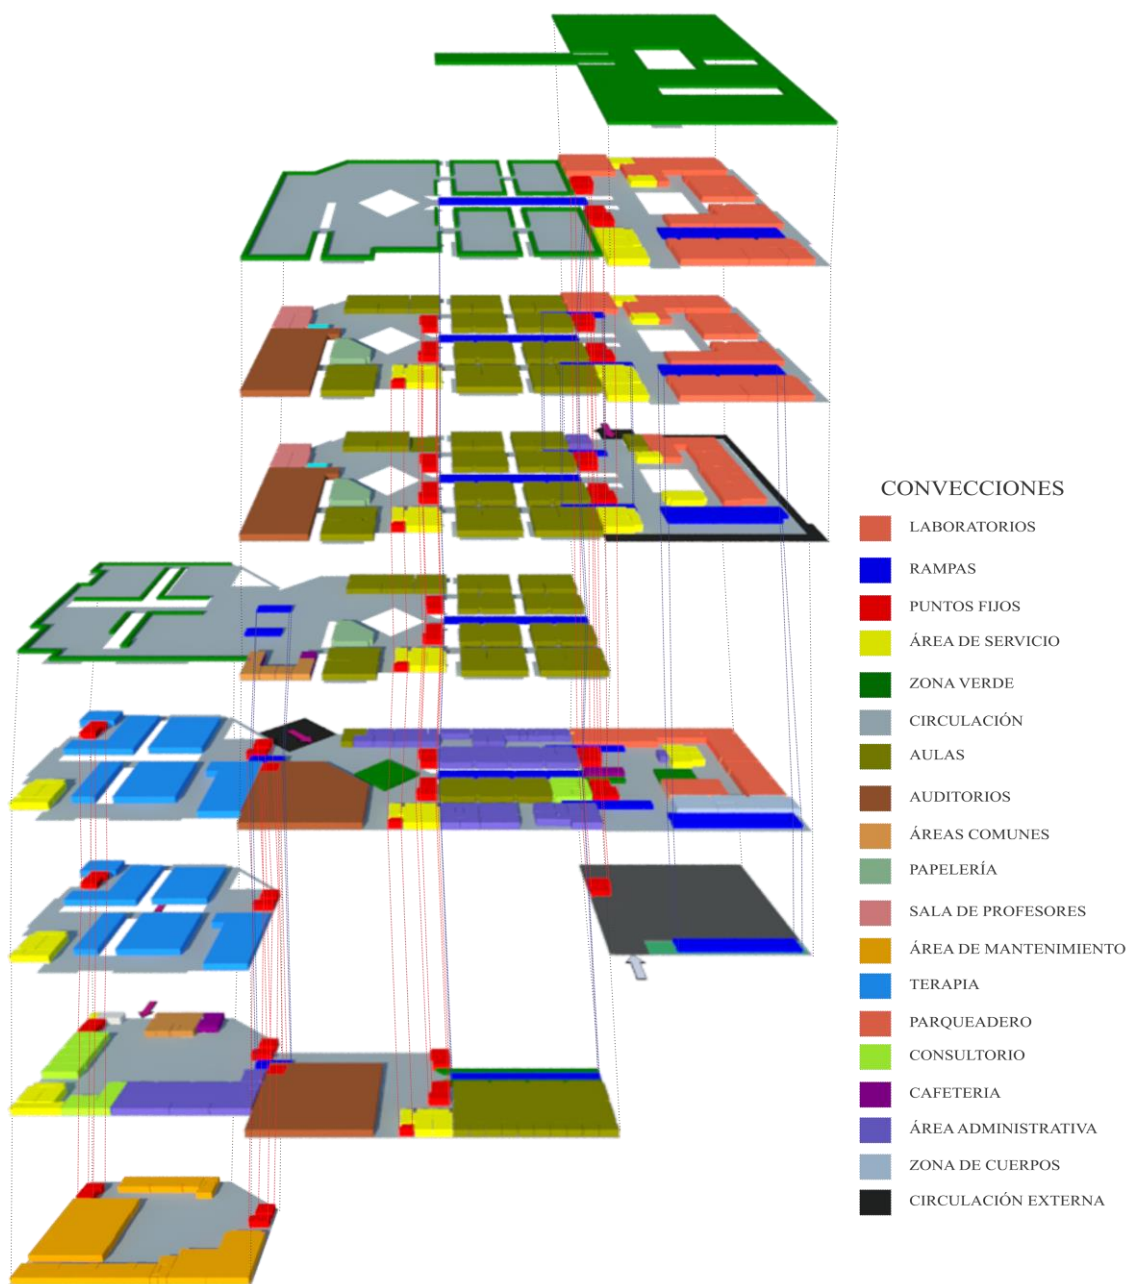 CONVECCIONES
LABORATORIOS
RAMPAS
PUNTOS FIJOS
ÁREA DE SERVICIO
ZONA VERDE
CIRCULACIÓN
AULAS
AUDITORIOS
ÁREAS COMUNES
PAPELERÍA
SALA DE PROFESORES
ÁREA DE MANTENIMIENTO
TERAPIA
PARQUEADERO
CONSULTORIO
CAFETERIA
ÁREA ADMINISTRATIVA
ZONA DE CUERPOS
CIRCULACIÓN EXTERNA